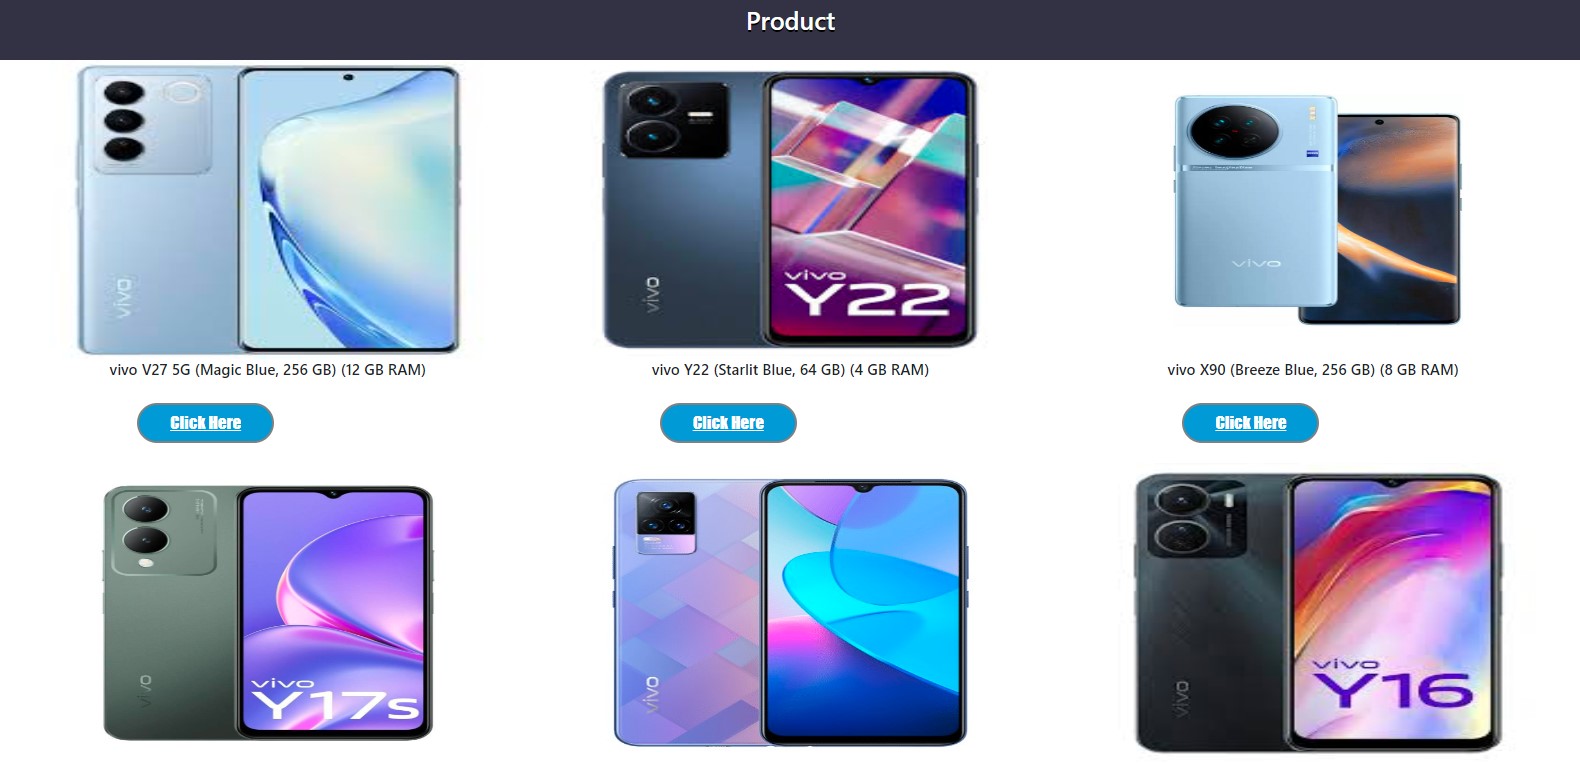 Product
vivo
vivo
vivo
Y22
vivo
vivo V27 5G (Magic Blue, 256 GB) (12 GB RAM)
vivo Y22 (Starlit Blue, 64 GB) (4 GB RAM)
vivo X90 (Breeze Blue, 256 GB) (8 GB RAM)
Click Here
Click Here
Click Here
vivo
vivo
Y17s
vivo
vivo
vivo
Y16